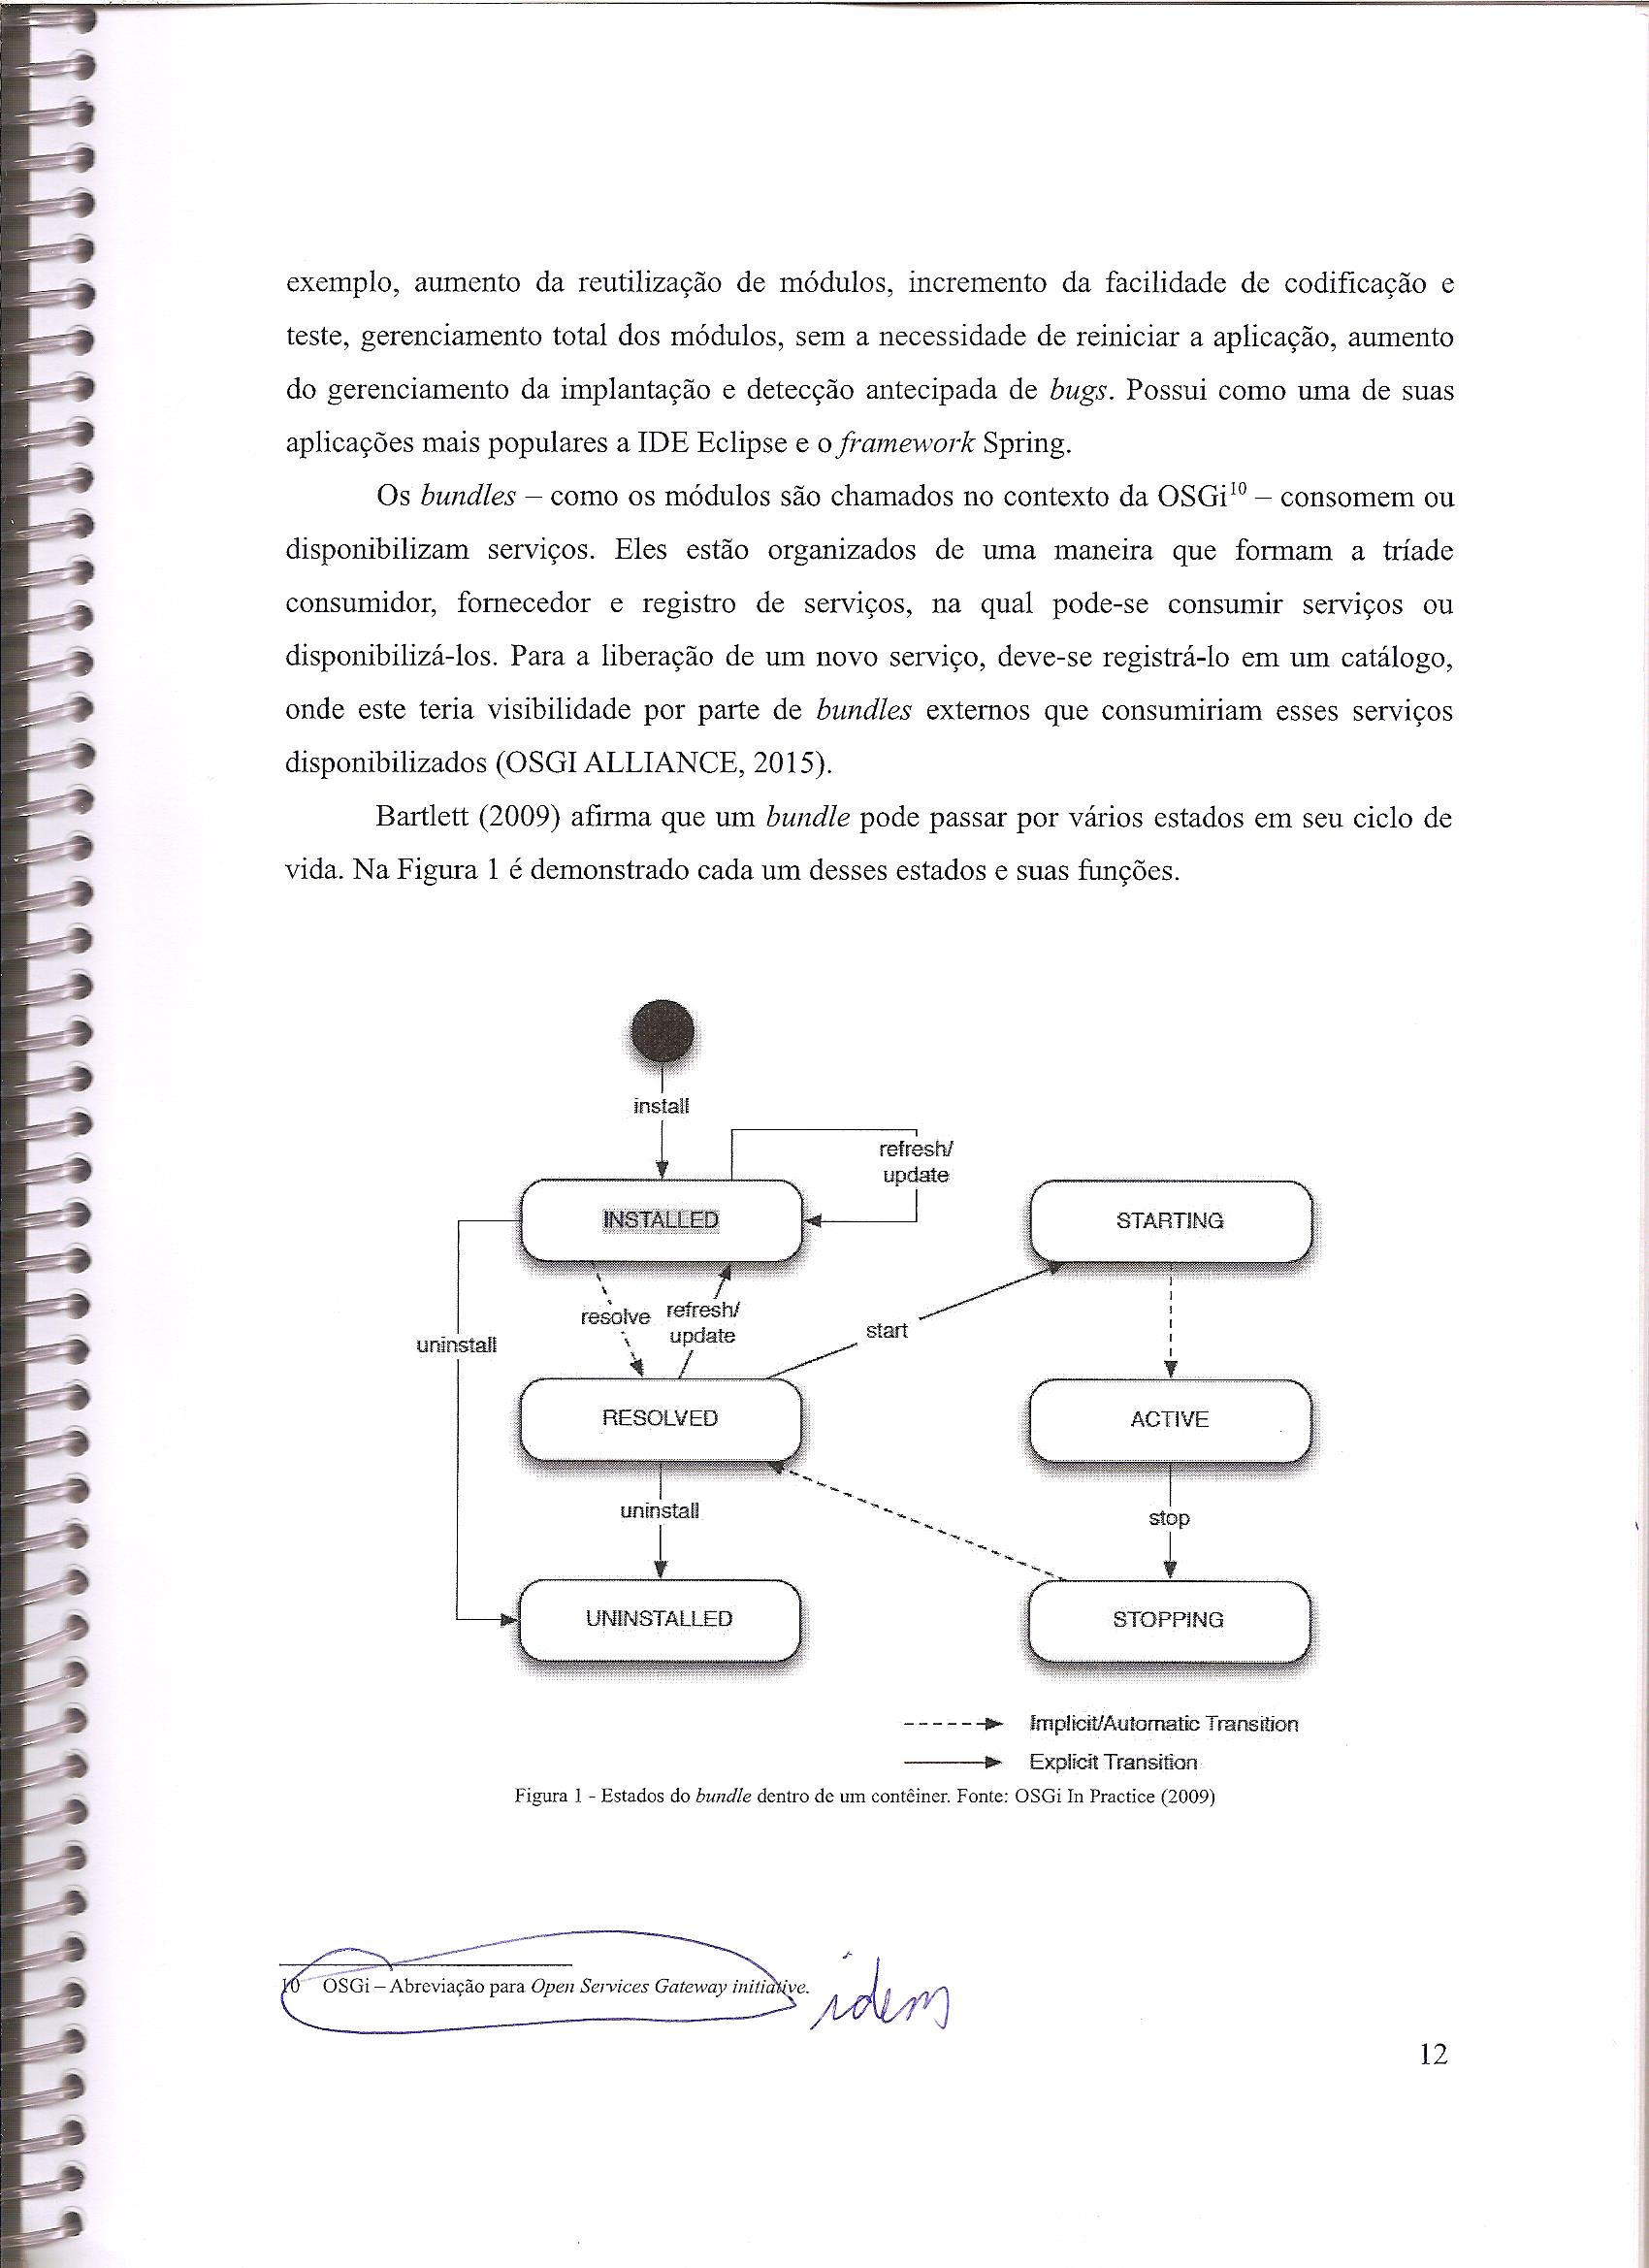 exemplo, aumento da reutilização de módulos, incremento da facilidade de codificação e
teste, gerenciamento total dos módulos, sem a necessidade de reiniciar a aplicação, aumento
do gerenciamento da implantação e detecção antecipada de bugs. Possui como uma de suas
aplicações mais populares a IDE Eclipse e o framework Spring.
Os bundles – como os módulos são chamados no contexto da OSGi10 – consomem ou
disponibilizam serviços. Eles estão organizados de uma maneira que formam a tríade
consumidor, fornecedor e registro de serviços, na qual pode-se consumir serviços ou
disponibilizá-los. Para a liberação de um novo serviço, deve-se registrá-lo em um catálogo,
onde este teria visibilidade por parte de bundles externos que consumiriam esses serviços
disponibilizados (OSGI ALLIANCE, 2015).
Bartlett (2009) afirma que um bundle pode passar por vários estados em seu ciclo de
vida. Na Figura 1 é demonstrado cada um desses estados e suas funções.
install
refresh/
update
INSTALLED
STARTING
resolve
refresh/
update
start
uninstall
RESOLVED
ACTIVE
uninstall
stop
UNINSTALLED
STOPPING
Implicit/Automatic Transition
Explicit Transition
Figura 1 - Estados do bundle dentro de um contêiner. Fonte: OSGi In Practice (2009)
10 OSGi – Abreviação para Open Services Gateway initiative.
idem
12